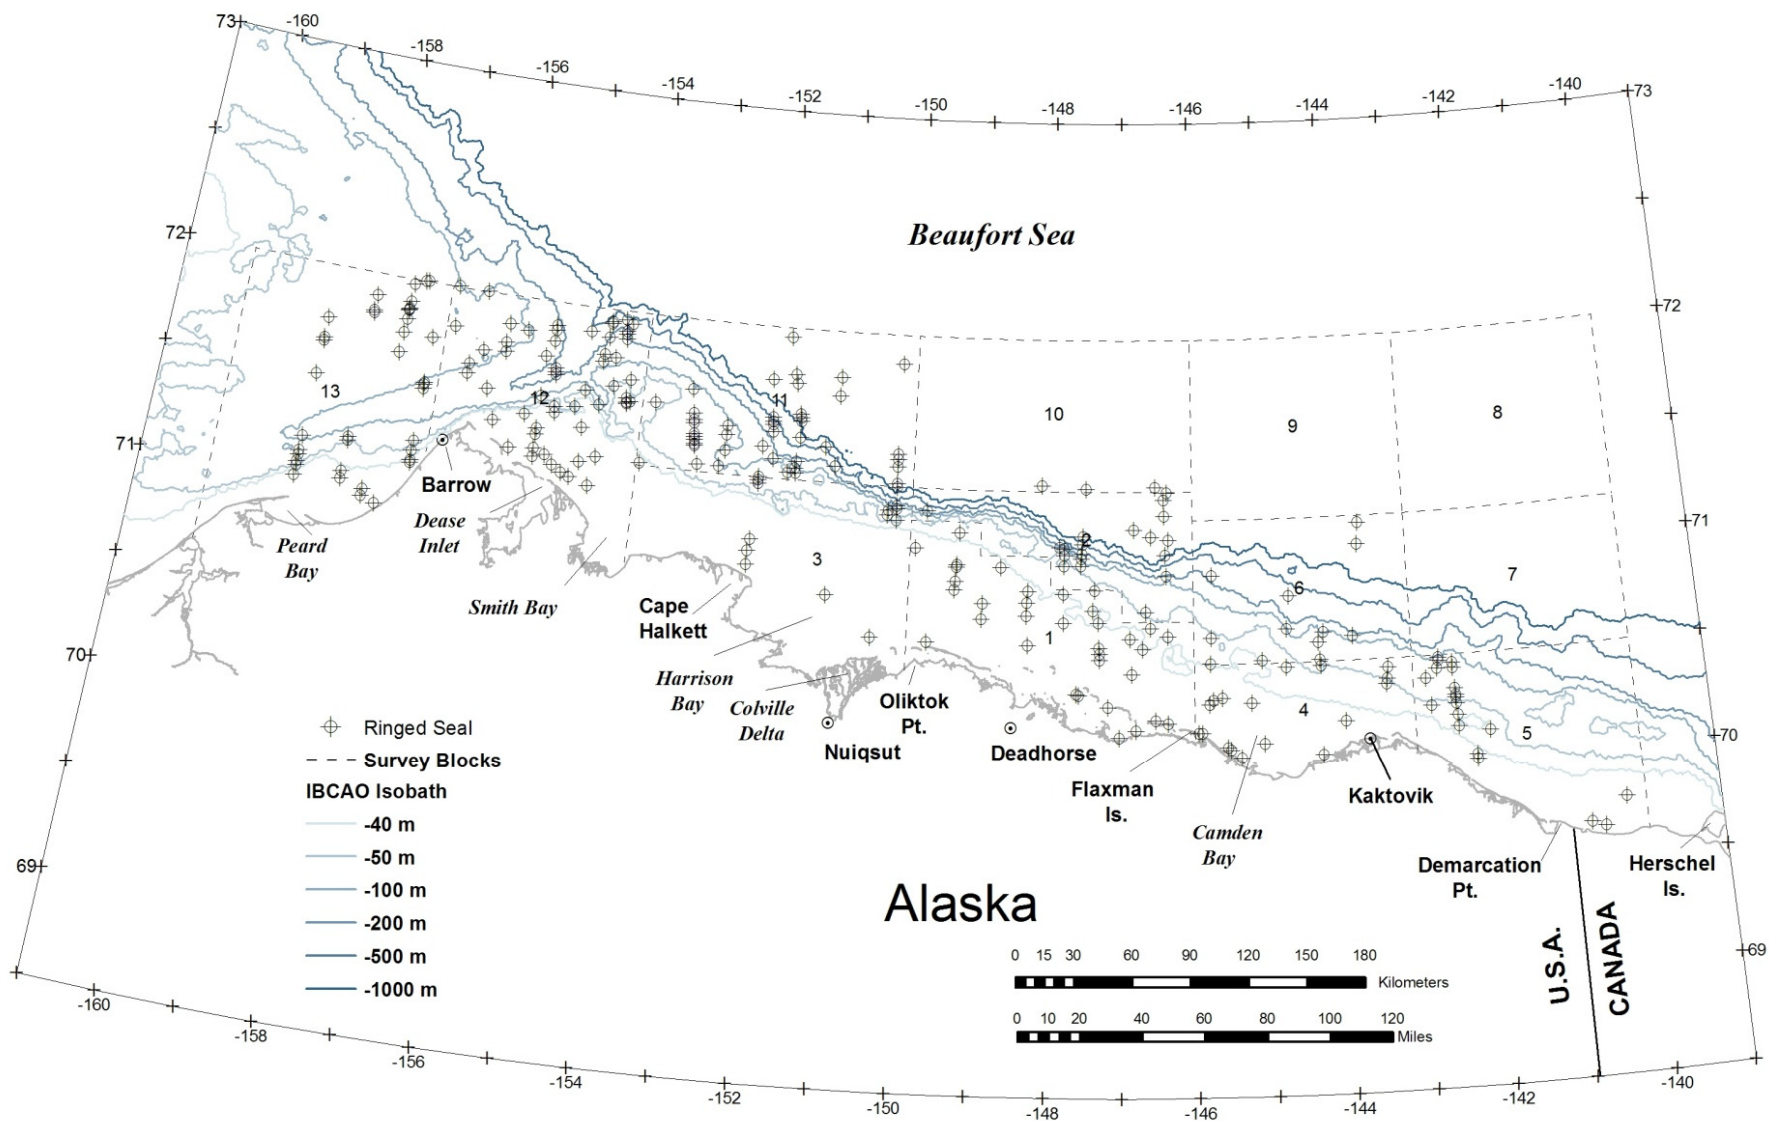 73
-160
-158
-156
-154
-152
-150
-148
-146
-144
-142
-140
73
Beaufort Sea
72
72
13
12
11
10
9
8
71
71
Barrow
Dease
Inlet
Peard
Bay
Smith Bay
3
2
6
7
1
Cape
Halkett
Harrison
Bay
Colville
Delta
Oliktok
Pt.
70
70
4
5
Nuiqsut
Deadhorse
Flaxman
Is.
Kaktovik
Camden
Bay
Demarcation
Pt.
Herschel
Is.
Ringed Seal
Survey Blocks
IBCAO Isobath
-40 m
-50 m
-100 m
-200 m
-500 m
-1000 m
Alaska
U.S.A.
CANADA
69
69
0 15 30 60 90 120 150 180
Kilometers
0 10 20 40 60 80 100 120
Miles
-160
-158
-156
-154
-152
-150
-148
-146
-144
-142
-140